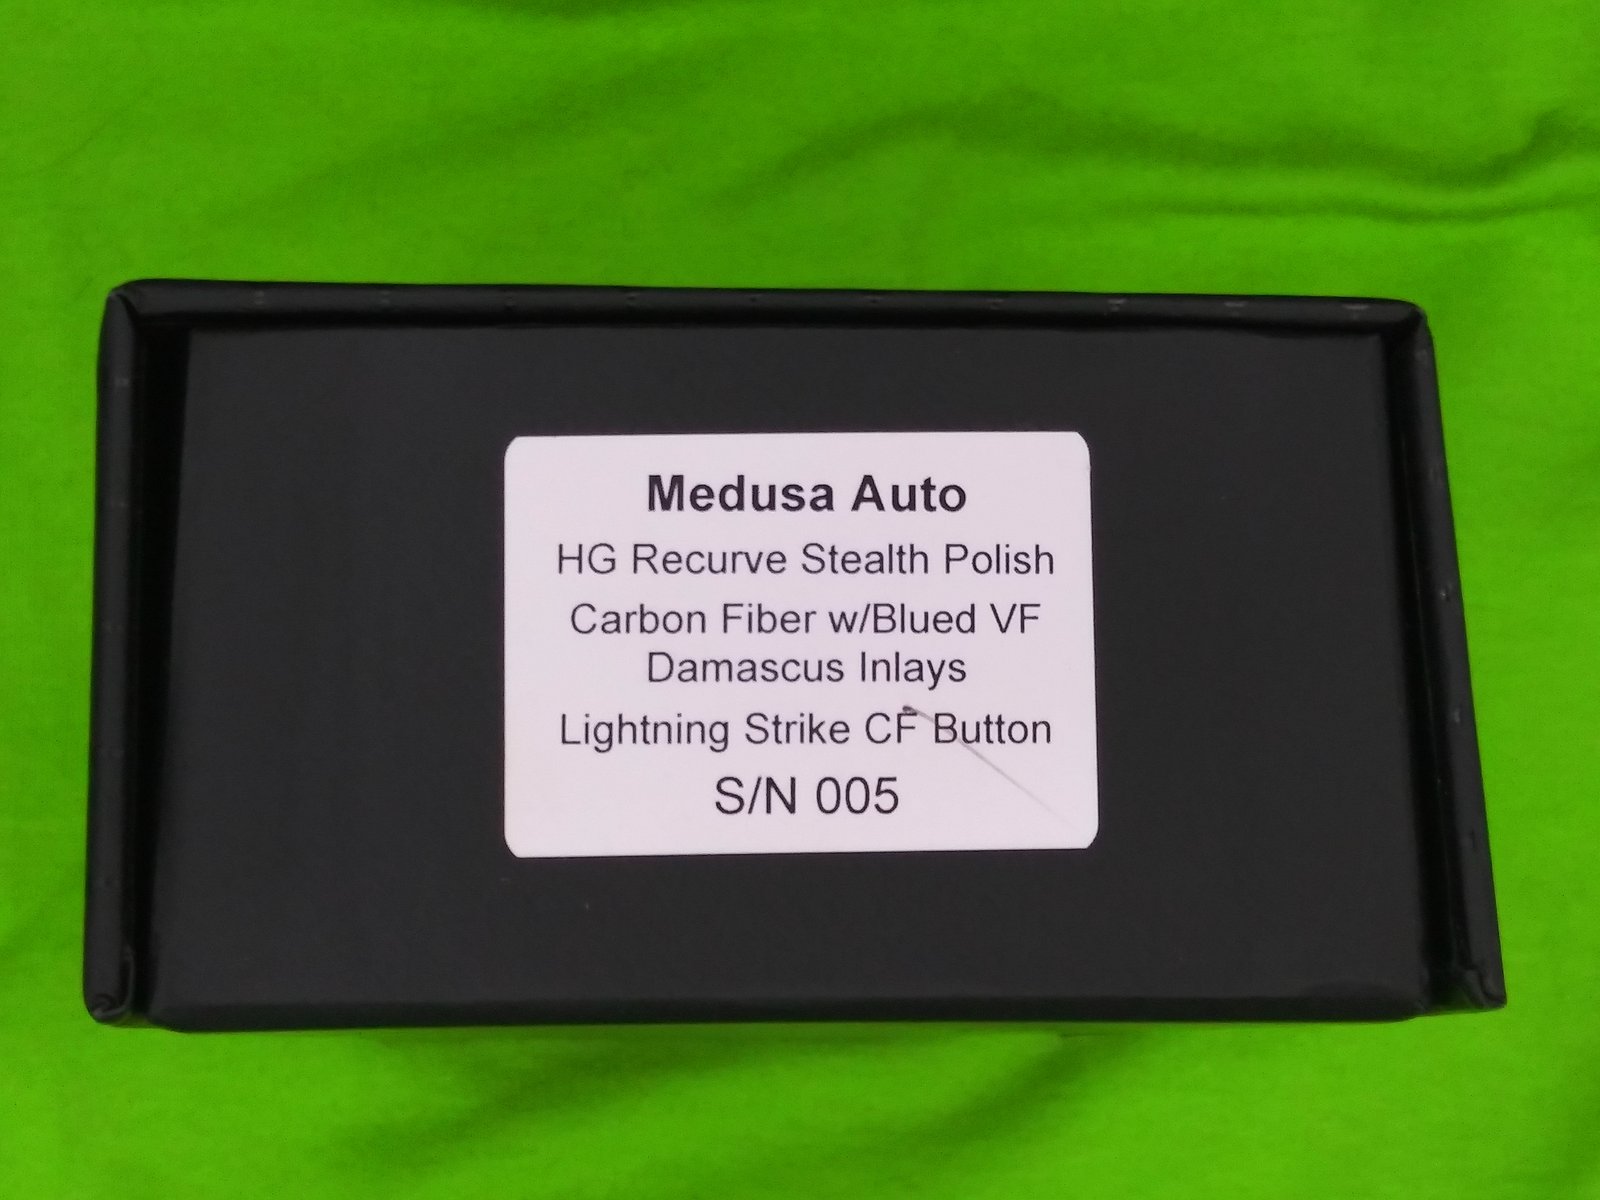 Medusa Auto
HG Recurve Stealth Polish
Carbon Fiber w/Blued VF
Damascus Inlays
Lightning Strike CF Button
S/N 005